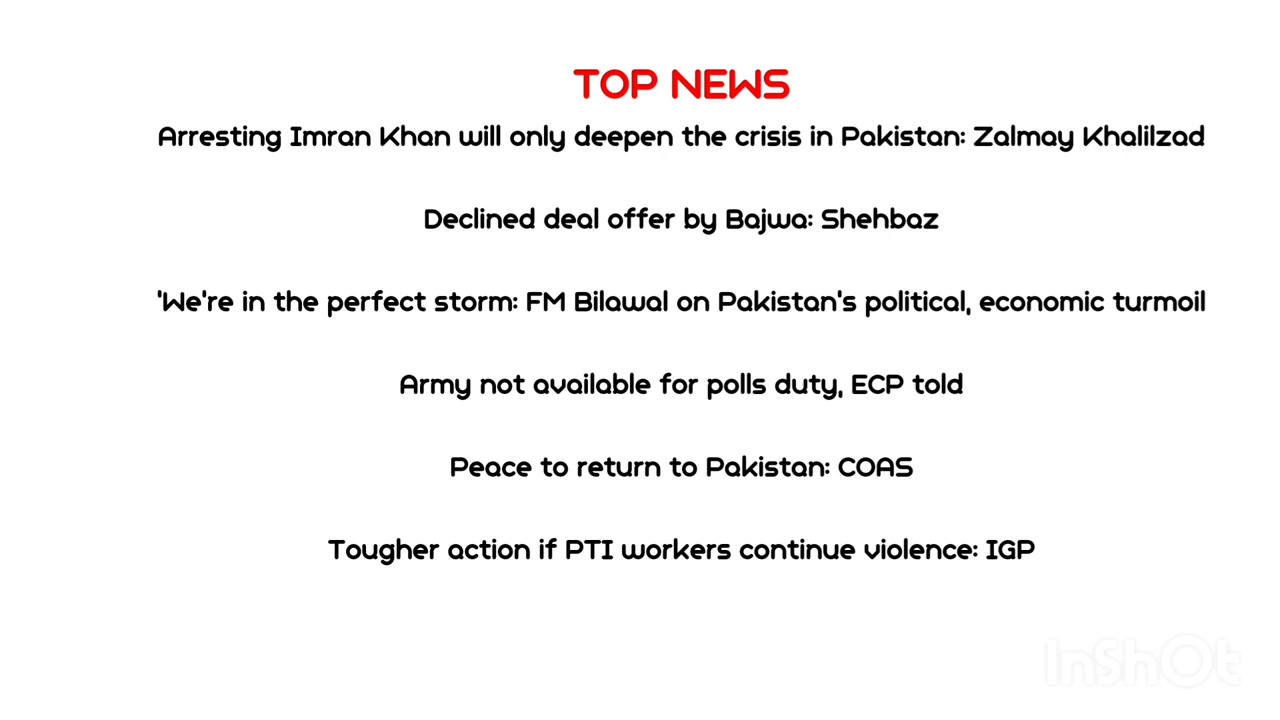 TOP NEWS
Arresting Imran Khan will only deepen the crisis in Pakistan: Zalmay Khalilzad
Declined deal offer by Bajwa: Shehbaz
'We're in the perfect storm: FM Bilawal on Pakistan's political, economic turmoil
Army not available for polls duty, ECP told
Peace to return to Pakistan: COAS
Tougher action if PTI workers continue violence: IGP
InShOt